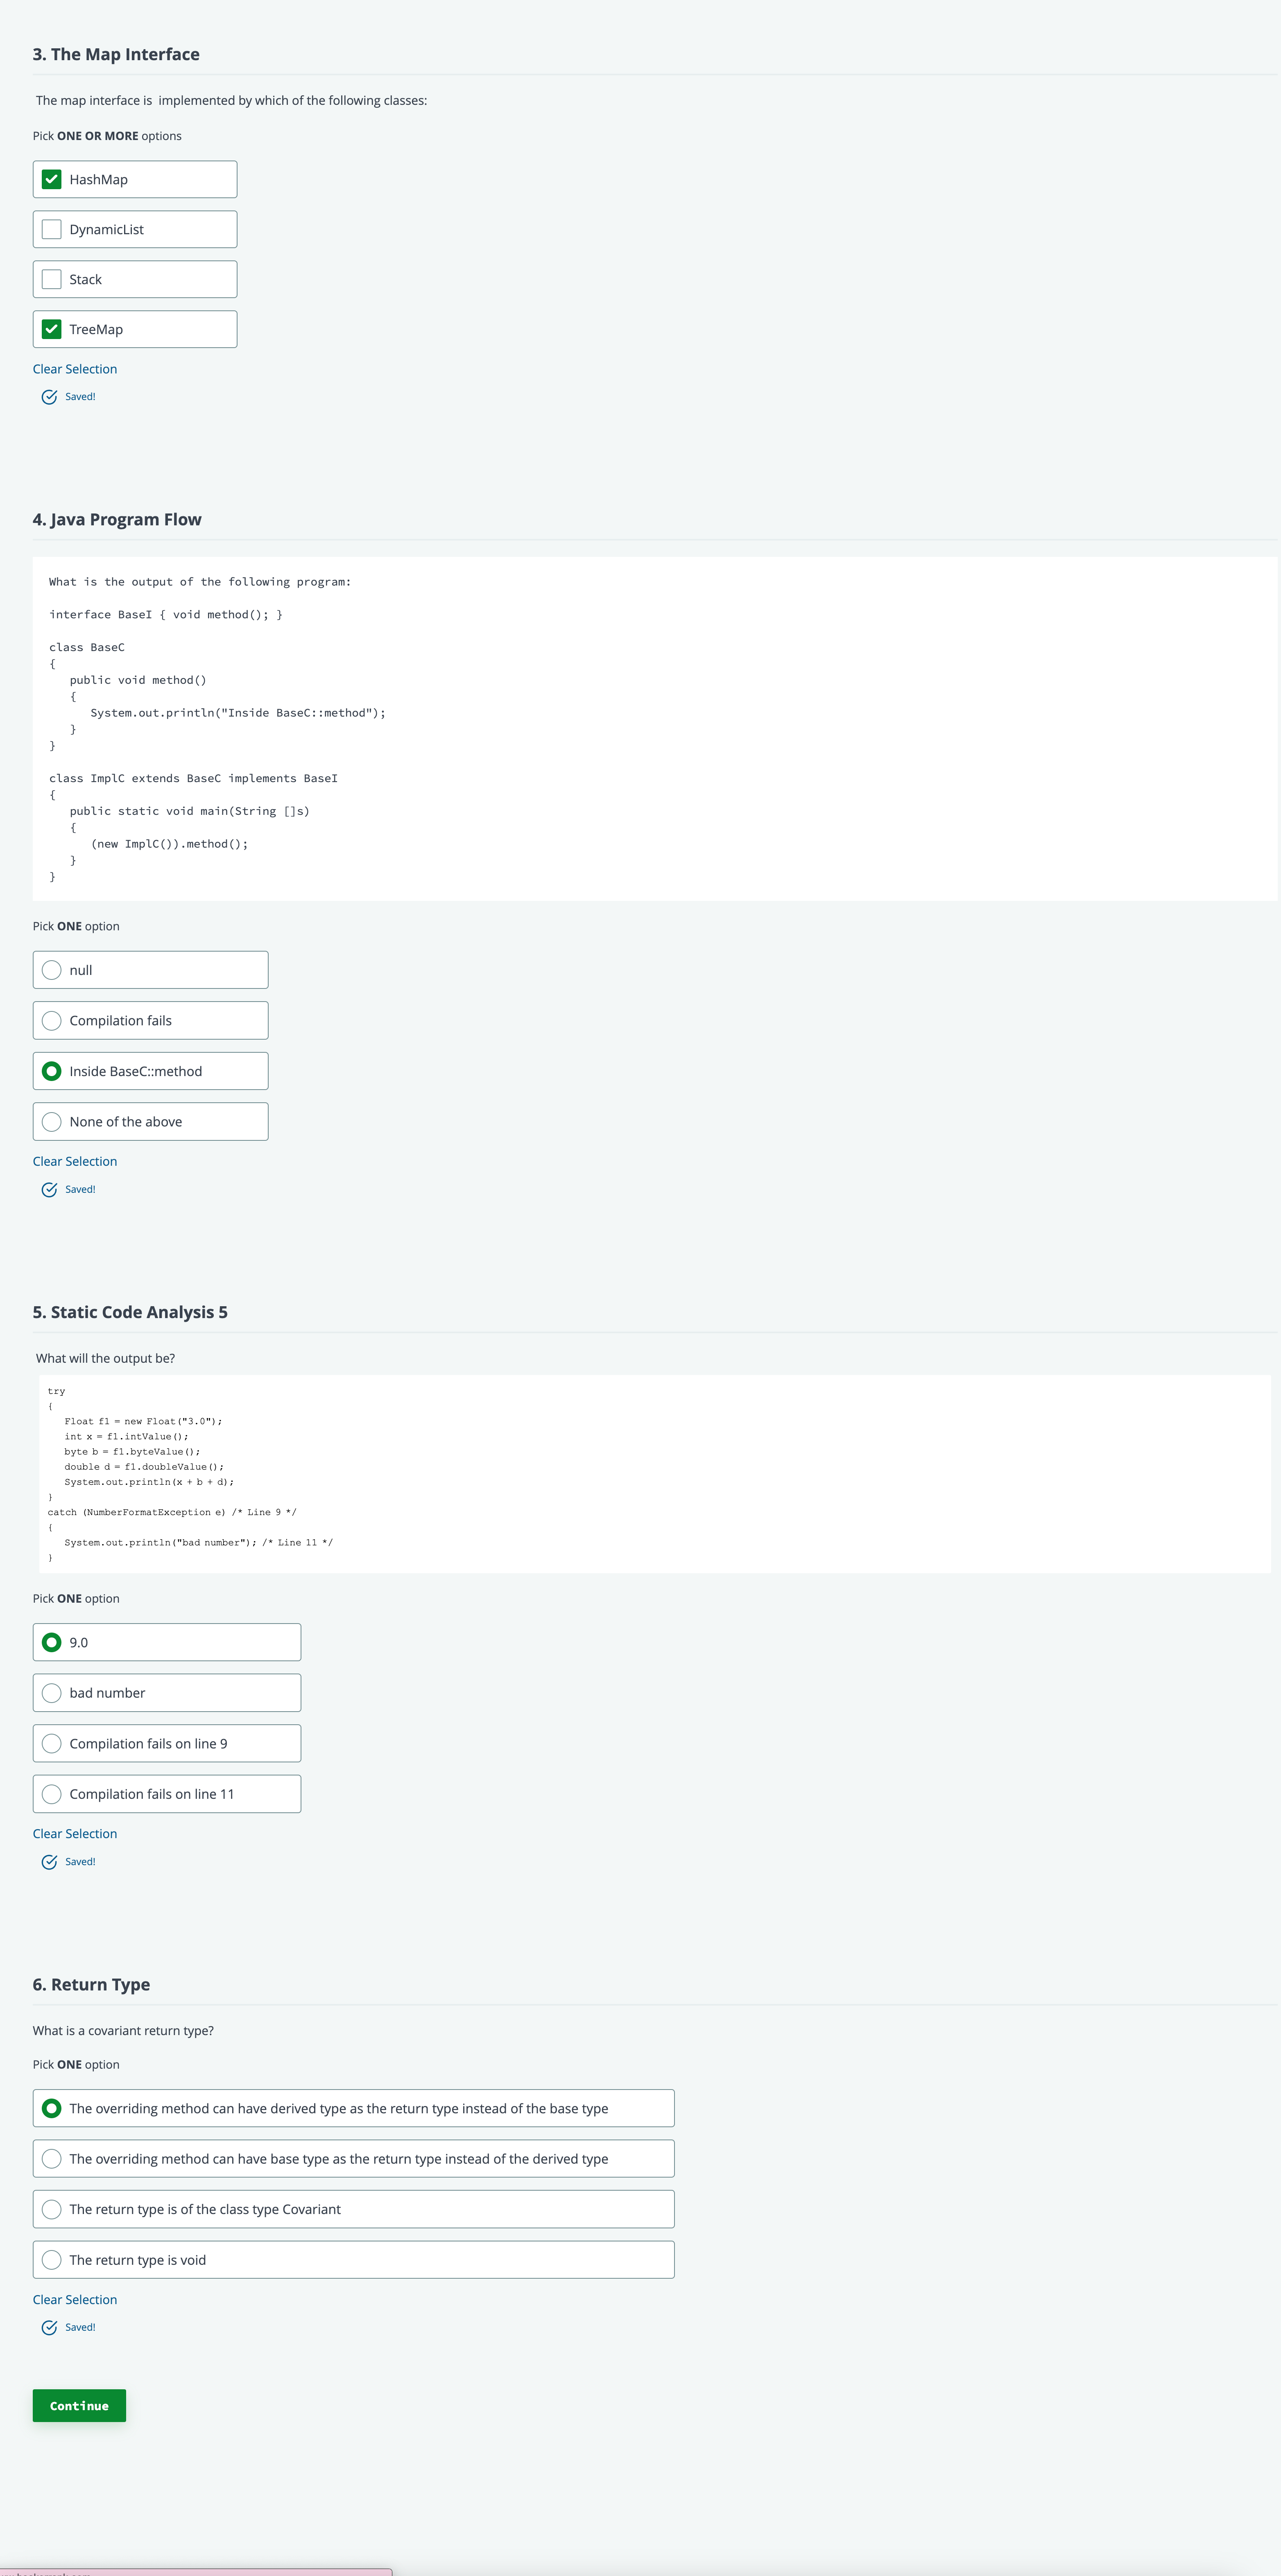 3. The Map Interface
The map interface is  implemented by which of the following classes:
Pick ONE OR MORE options
HashMap
DynamicList
Stack
TreeMap
Clear Selection
Saved!
4. Java Program Flow
What is the output of the following program:
interface BaseI { void method(); }
class BaseC
{
   public void method()
   {
      System.out.println("Inside BaseC::method");
   }
}
class ImplC extends BaseC implements BaseI
{
   public static void main(String []s)
   {
      (new ImplC()).method();
   }
}
Pick ONE option
null
Compilation fails
Inside BaseC::method
None of the above
Clear Selection
Saved!
5. Static Code Analysis 5
What will the output be?
try
{
   Float f1 = new Float("3.0");
   int x = f1.intValue();
   byte b = f1.byteValue();
   double d = f1.doubleValue();
   System.out.println(x + b + d);
}
catch (NumberFormatException e) /* Line 9 */
{
   System.out.println("bad number"); /* Line 11 */
}
Pick ONE option
9.0
bad number
Compilation fails on line 9
Compilation fails on line 11
Clear Selection
Saved!
6. Return Type
What is a covariant return type?
Pick ONE option
The overriding method can have derived type as the return type instead of the base type
The overriding method can have base type as the return type instead of the derived type
The return type is of the class type Covariant
The return type is void
Clear Selection
Saved!
Continue